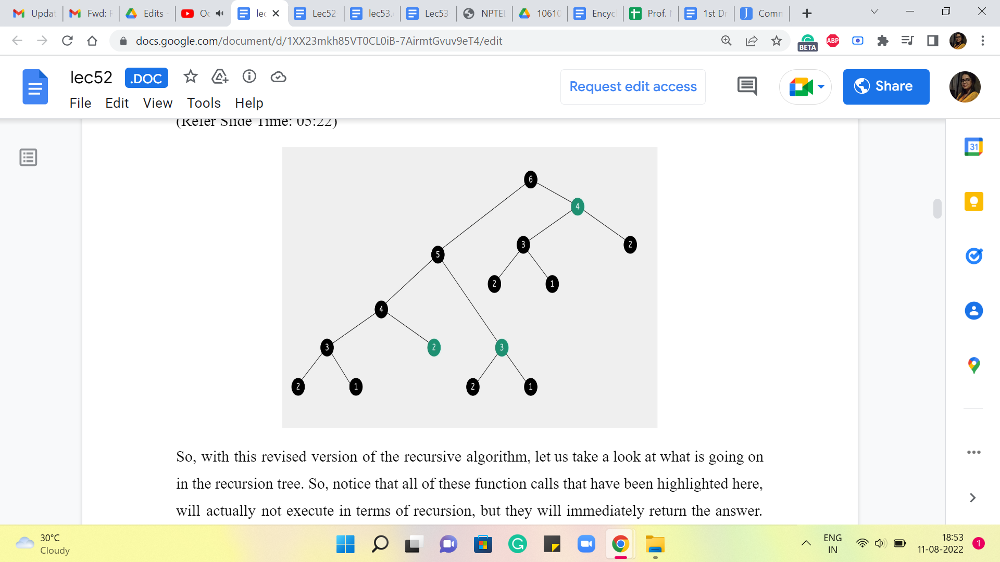 Updat
Fwd: F
Edits -
Oc
lec
Lec52
lec53.
Lec53
NPTEL
10610
Encyc
Prof. N
1st Dr
Comm
docs.google.com/document/d/1XX23mkh85VT0CL0iB-7AirmtGvuv9eT4/edit
BETA
ABP
lec52
.DOC
Request edit access
Share
File Edit View Tools Help
(Refer Slide Time: 05:22)
31
6
4
3
2
5
2
1
4
3
2
3
2
1
2
1
So, with this revised version of the recursive algorithm, let us take a look at what is going on
in the recursion tree. So, notice that all of these function calls that have been highlighted here,
will actually not execute in terms of recursion, but they will immediately return the answer.
30°C
Cloudy
ENG
IN
18:53
11-08-2022
1